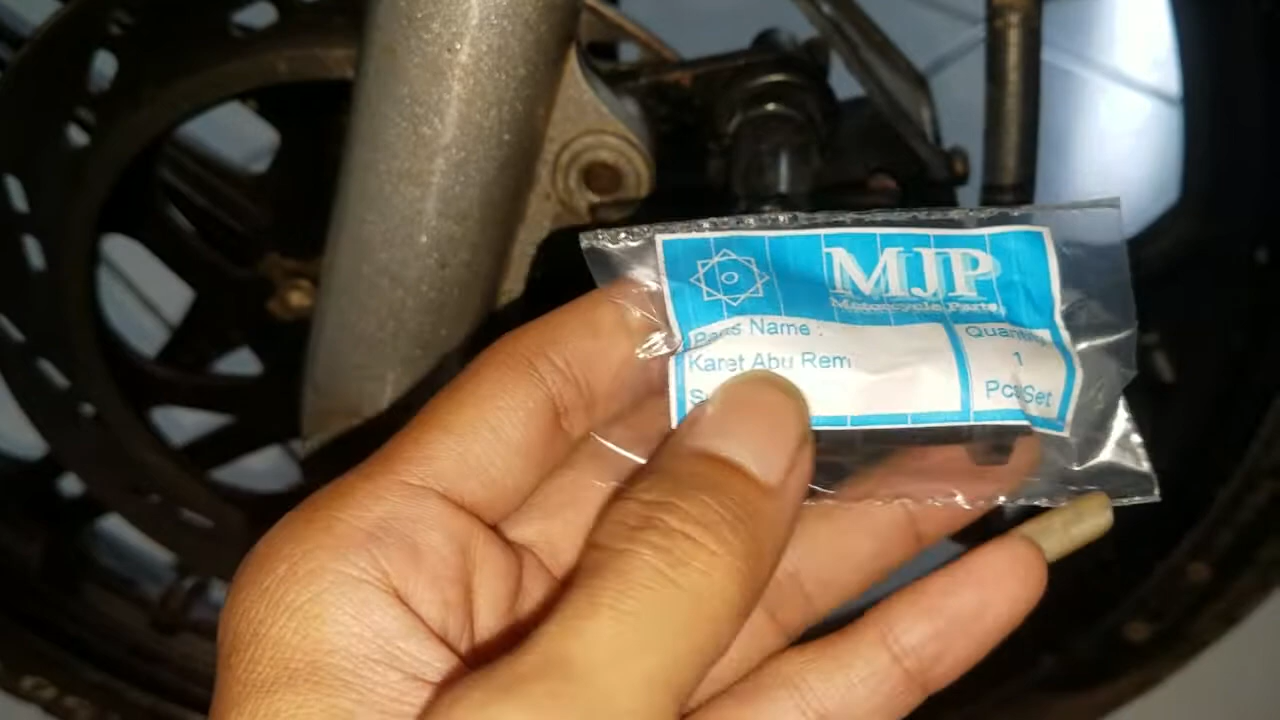 MJP
Motorcycle Parts
Parts Name :
Karet Abu Rem
Quantity
1
Pcs/Set